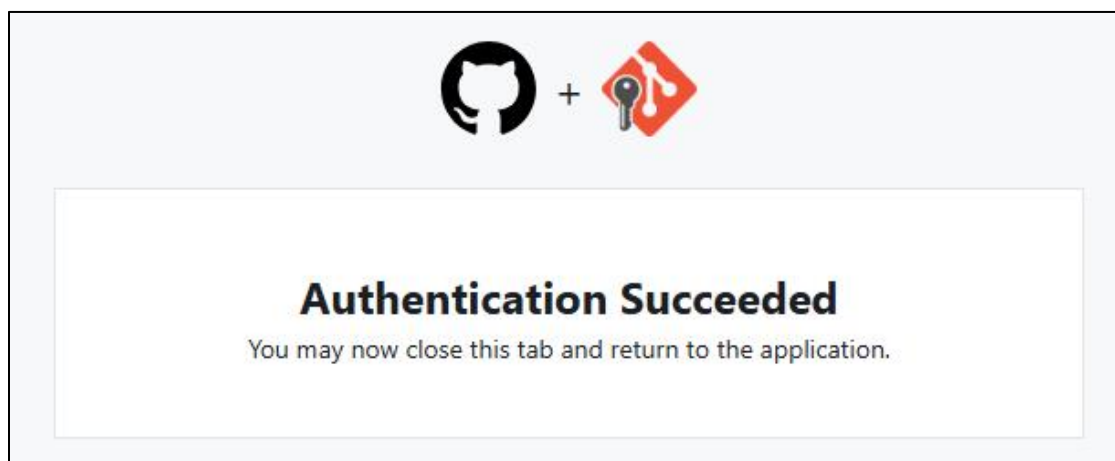 +
Authentication Succeeded
You may now close this tab and return to the application.